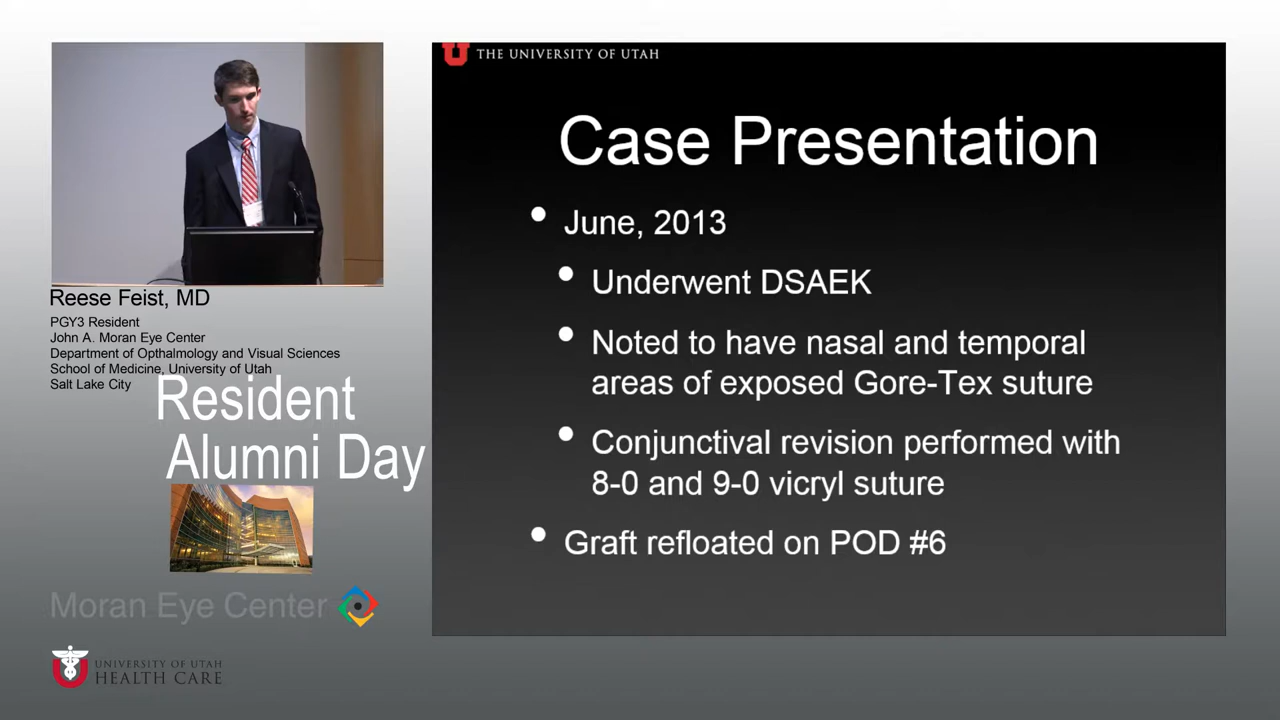 THE UNIVERSITY OF UTAH
Case Presentation
• June, 2013
• Underwent DSAEK
• Noted to have nasal and temporal
areas of exposed Gore-Tex suture
• Conjunctival revision performed with
8-0 and 9-0 vicryl suture
• Graft refloated on POD #6
Reese Feist, MD
PGY3 Resident
John A. Moran Eye Center
Department of Opthalmology and Visual Sciences
School of Medicine, University of Utah
Salt Lake City
Resident
Alumni Day
Moran Eye Center
UNIVERSITY OF UTAH
HEALTH CARE